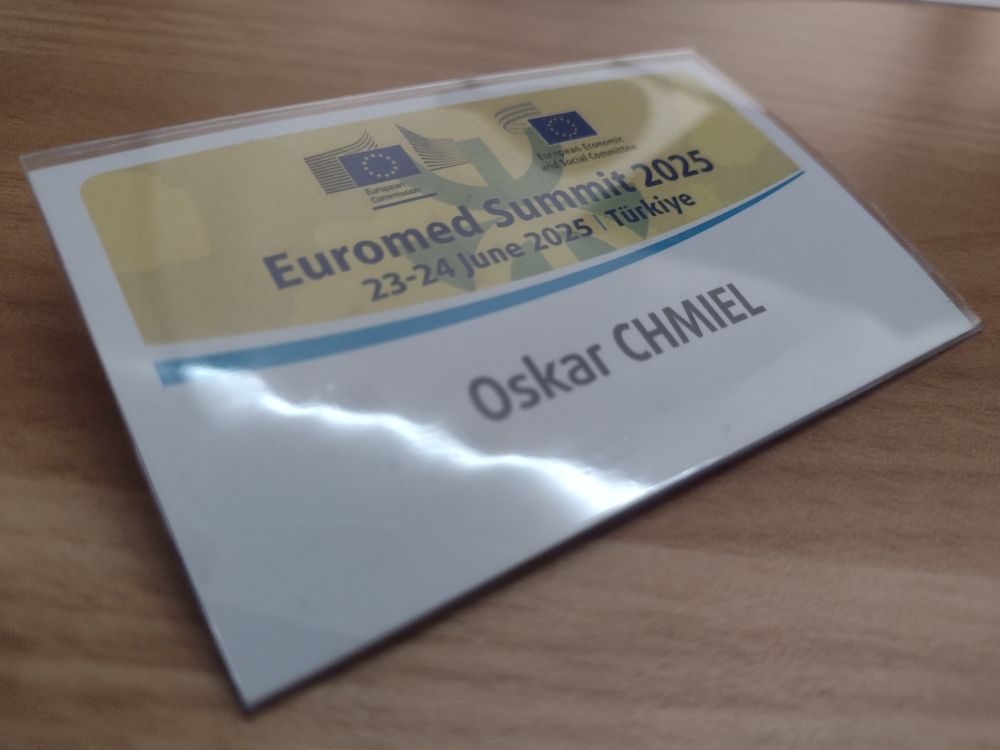 European
Commission
European Economic
and Social Committee
Euromed Summit 2025
23-24 June 2025 | Türkiye
Oskar CHMIEL